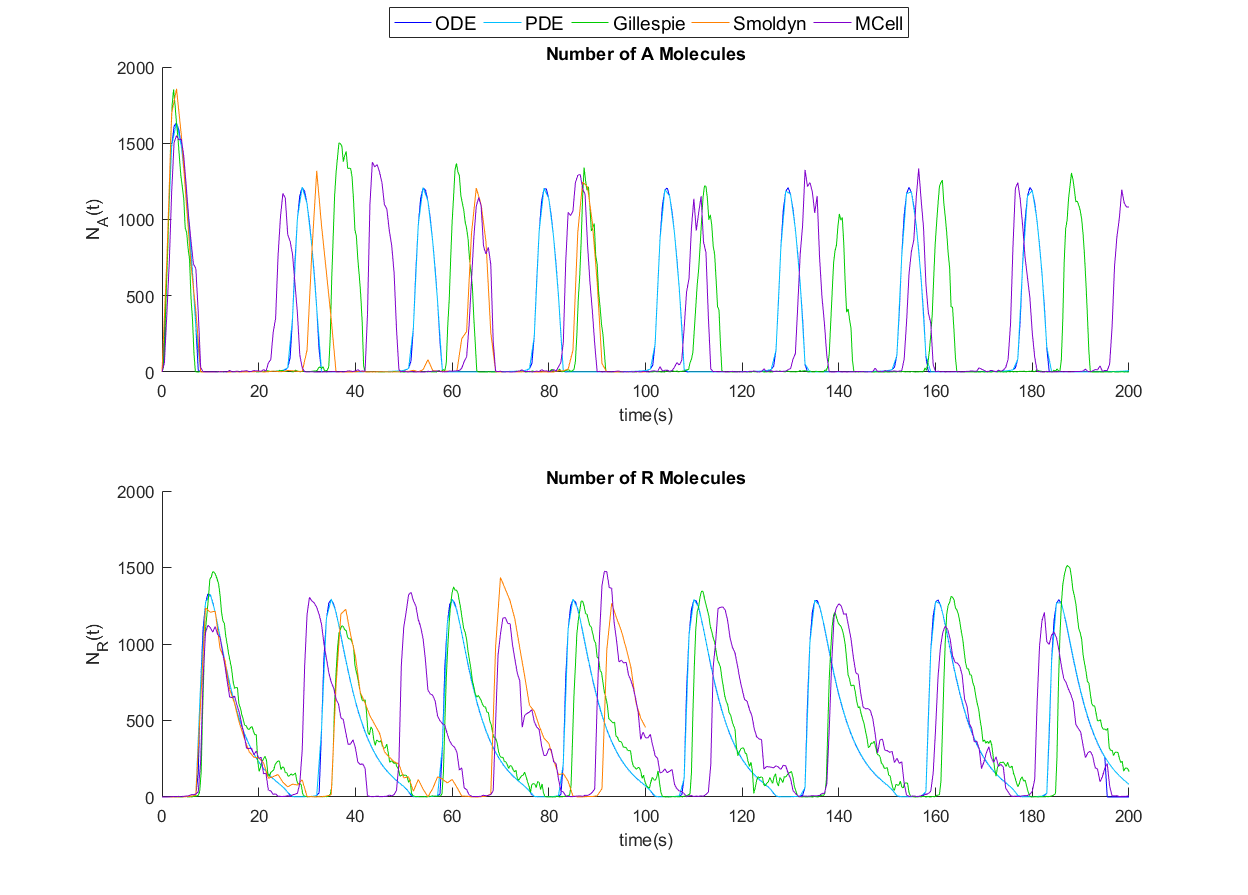 ODE PDE Gillespie Smoldyn MCell
Number of A Molecules
2000
1500
1000
500
0
N_A(t)
0 20 40 60 80 100 120 140 160 180 200
time(s)
Number of R Molecules
2000
1500
1000
500
0
N_R(t)
0 20 40 60 80 100 120 140 160 180 200
time(s)